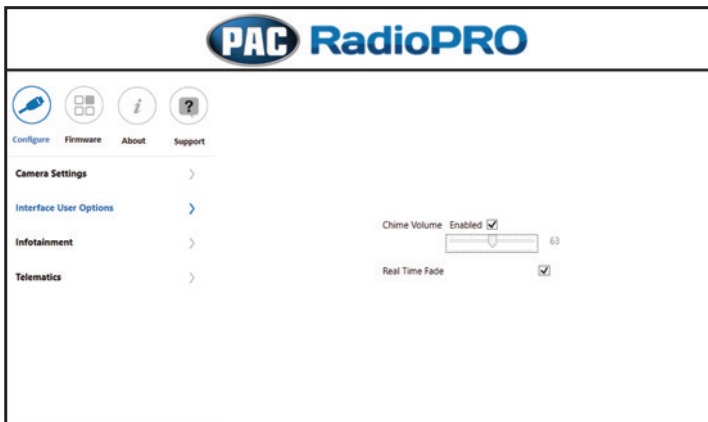 PAC RadioPRO
Configure Firmware About Support
Camera Settings
Interface User Options
Infotainment
Telematics
Chime Volume Enabled
63
Real Time Fade